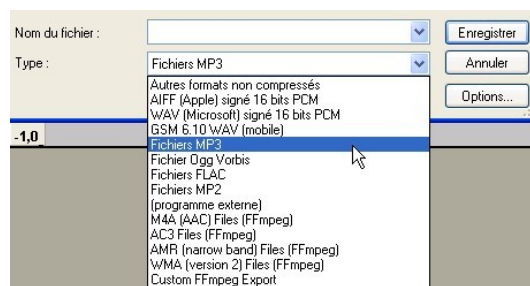 Nom du fichier :
Enregistrer
Type :
Fichiers MP3
Annuler
Options...
Autres formats non compressés
AIFF (Apple) signé 16 bits PCM
WAV (Microsoft) signé 16 bits PCM
GSM 6.10 WAV (mobile)
Fichiers MP3
Fichier Ogg Vorbis
Fichiers FLAC
Fichiers MP2
(programme externe)
M4A (AAC) Files (FFmpeg)
AC3 Files (FFmpeg)
AMR (narrow band) Files (FFmpeg)
WMA (version 2) Files (FFmpeg)
Custom FFmpeg Export
-1,0